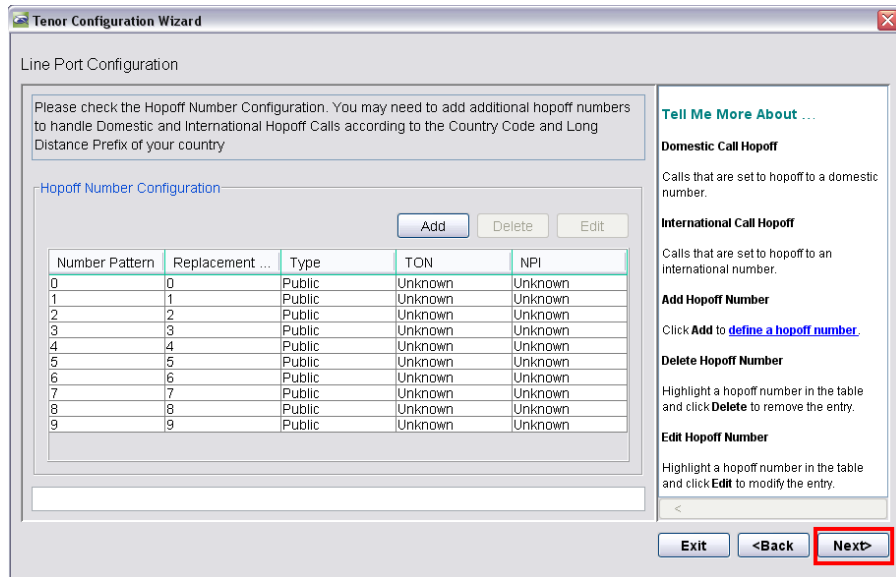 Tenor Configuration Wizard
Line Port Configuration
Please check the Hopoff Number Configuration. You may need to add additional hopoff numbers
to handle Domestic and International Hopoff Calls according to the Country Code and Long
Distance Prefix of your country
Hopoff Number Configuration
Add Delete Edit
Number Pattern Replacement ... Type TON NPI
0 0 Public Unknown Unknown
1 1 Public Unknown Unknown
2 2 Public Unknown Unknown
3 3 Public Unknown Unknown
4 4 Public Unknown Unknown
5 5 Public Unknown Unknown
6 6 Public Unknown Unknown
7 7 Public Unknown Unknown
8 8 Public Unknown Unknown
9 9 Public Unknown Unknown
Tell Me More About ...
Domestic Call Hopoff
Calls that are set to hopoff to a domestic
number.
International Call Hopoff
Calls that are set to hopoff to an
international number.
Add Hopoff Number
Click Add to define a hopoff number.
Delete Hopoff Number
Highlight a hopoff number in the table
and click Delete to remove the entry.
Edit Hopoff Number
Highlight a hopoff number in the table
and click Edit to modify the entry.
<
Exit <Back Next>